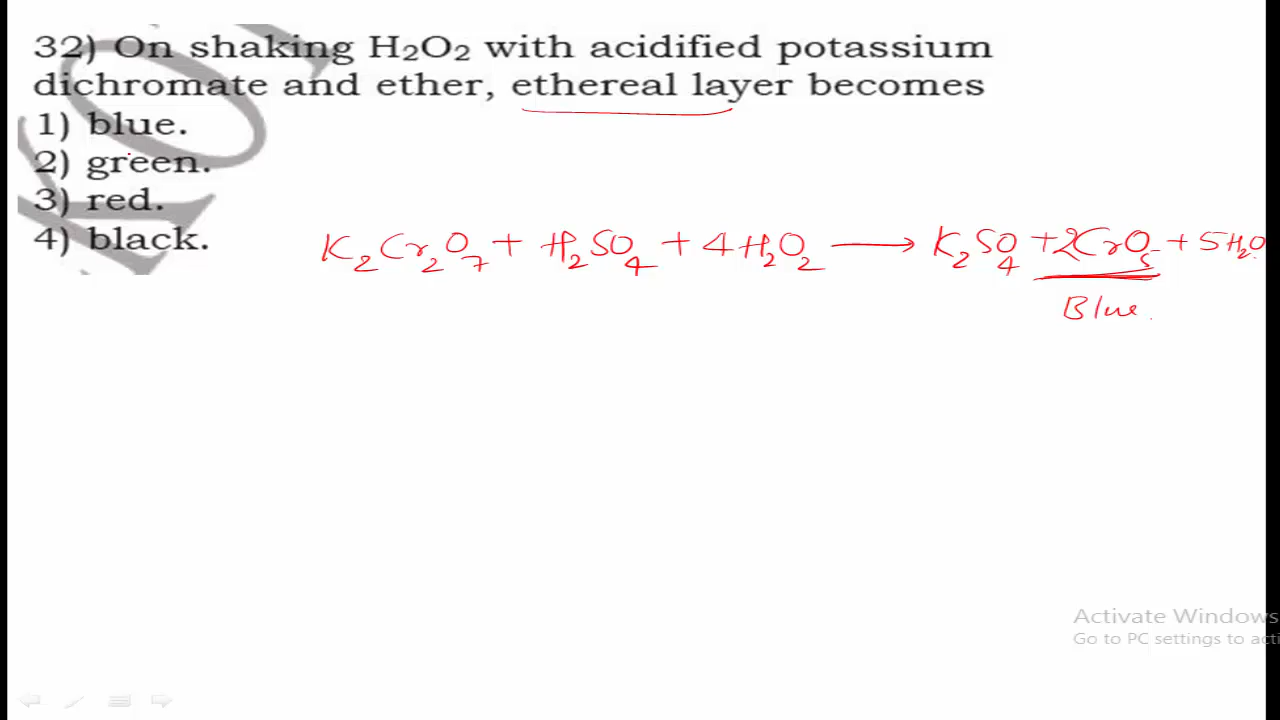 32) On shaking H₂O₂ with acidified potassium
dichromate and ether, ethereal layer becomes
1) blue.
2) green.
3) red.
4) black.
K₂Cr₂O₇ + H₂SO₄ + 4H₂O₂ → K₂SO₄ + 2CrO₅ + 5H₂O
Blue.
Activate Windows
Go to PC settings to acti